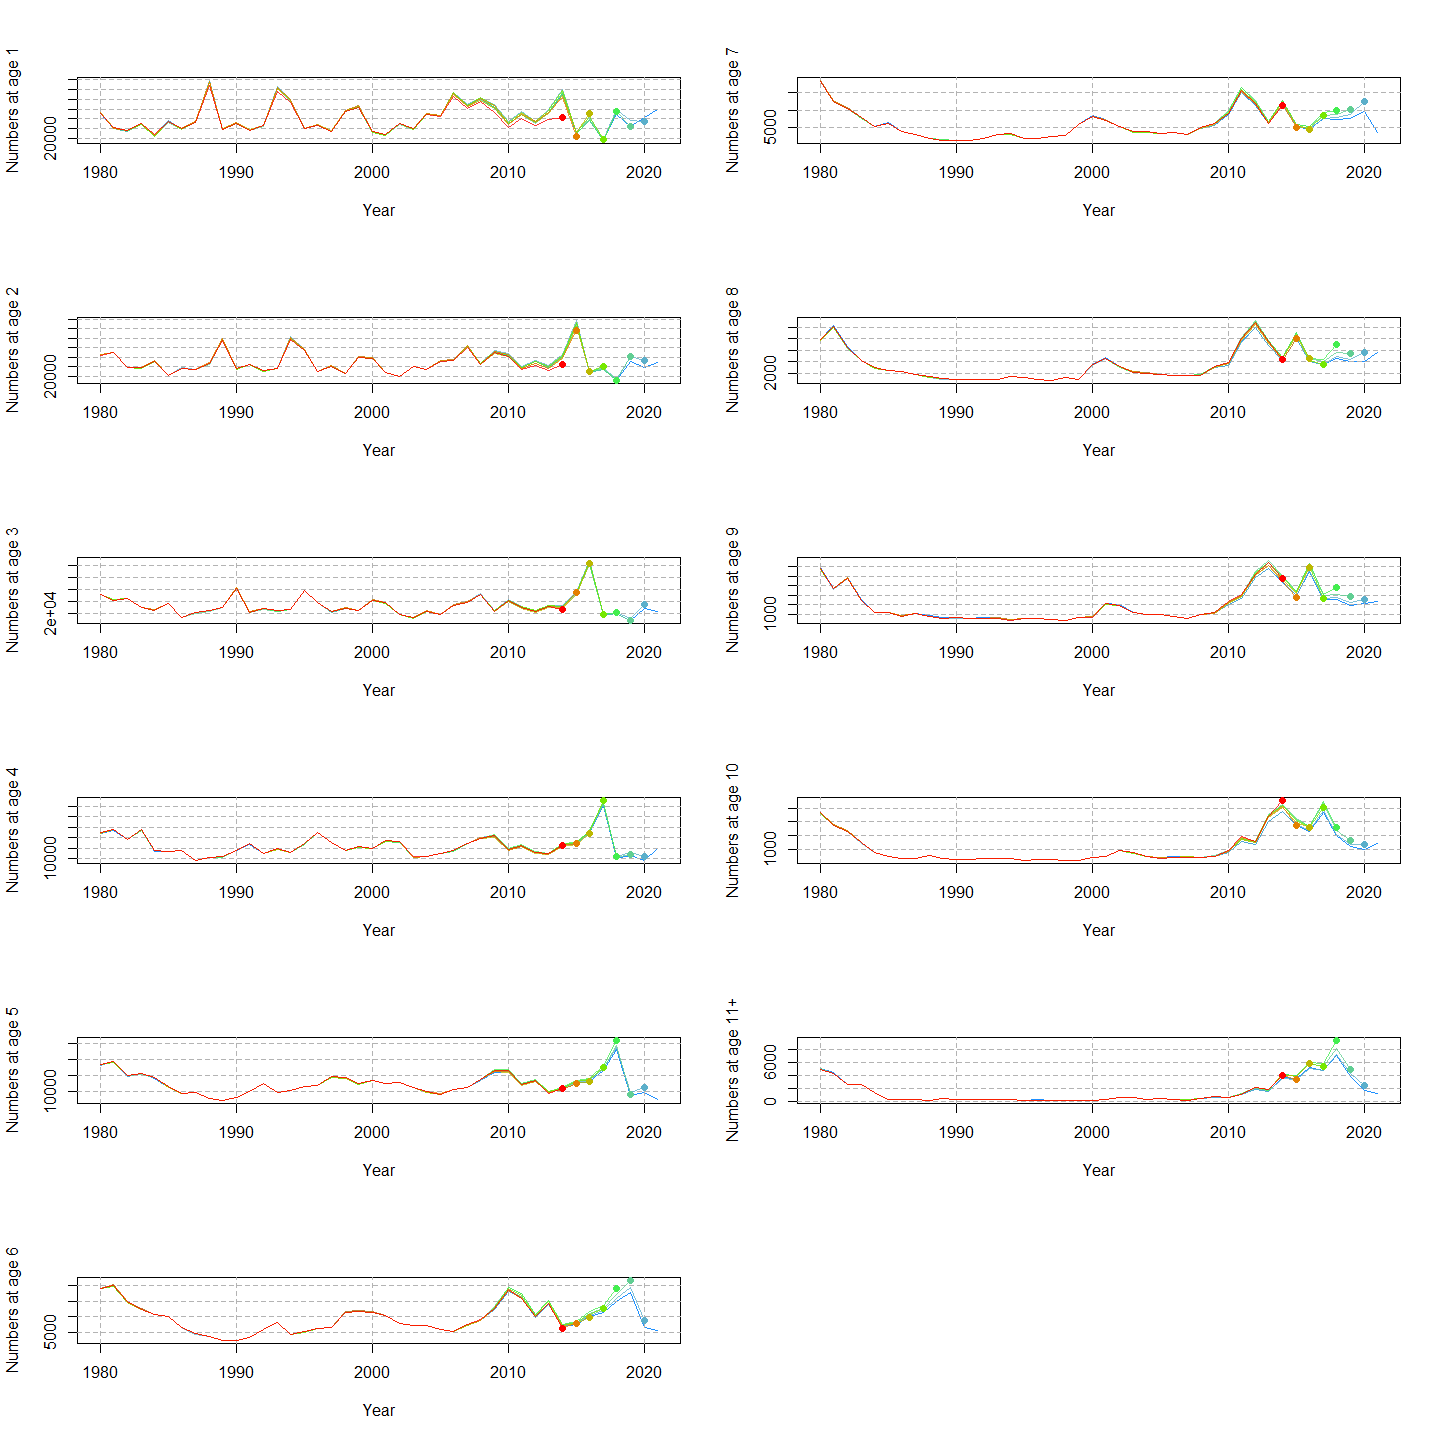 Numbers at age 1
20000
1980 1990 2000 2010 2020
Year
Numbers at age 2
20000
1980 1990 2000 2010 2020
Year
Numbers at age 3
2e+04
1980 1990 2000 2010 2020
Year
Numbers at age 4
10000
1980 1990 2000 2010 2020
Year
Numbers at age 5
10000
1980 1990 2000 2010 2020
Year
Numbers at age 6
5000
1980 1990 2000 2010 2020
Year
Numbers at age 7
5000
1980 1990 2000 2010 2020
Year
Numbers at age 8
2000
1980 1990 2000 2010 2020
Year
Numbers at age 9
1000
1980 1990 2000 2010 2020
Year
Numbers at age 10
1000
1980 1990 2000 2010 2020
Year
Numbers at age 11+
0 6000
1980 1990 2000 2010 2020
Year